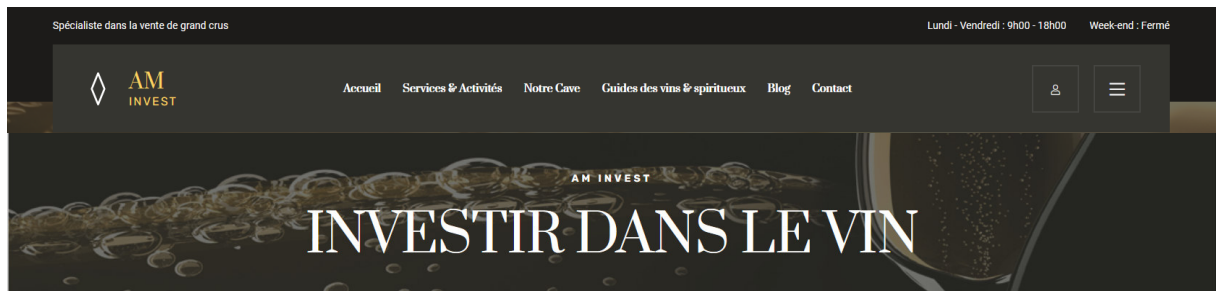 Spécialiste dans la vente de grand crus
Lundi - Vendredi : 9h00 - 18h00 Week-end : Fermé
AM
INVEST
Accueil Services & Activités Notre Cave Guides des vins & spiritueux Blog Contact
AM INVEST
INVESTIR DANS LE VIN